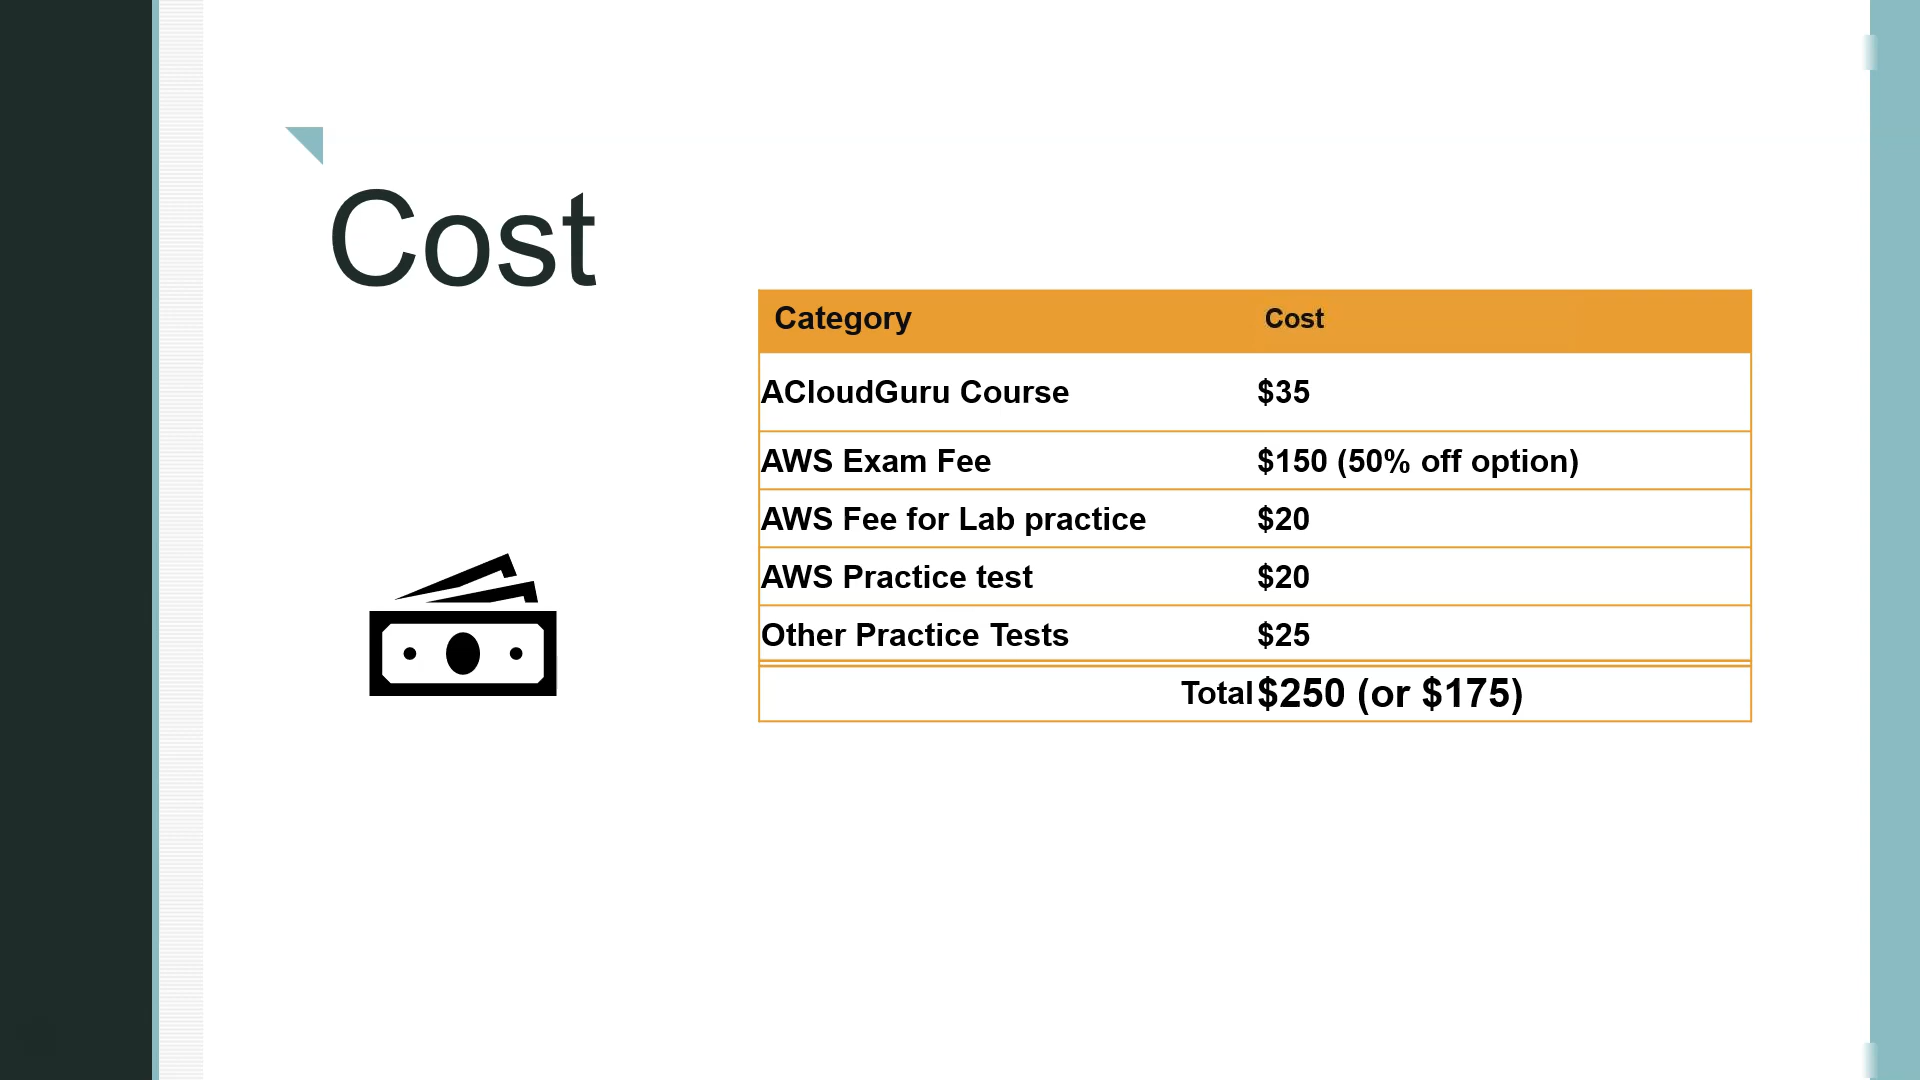 Cost
Category Cost
ACloudGuru Course $35
AWS Exam Fee $150 (50% off option)
AWS Fee for Lab practice $20
AWS Practice test $20
Other Practice Tests $25
Total $250 (or $175)